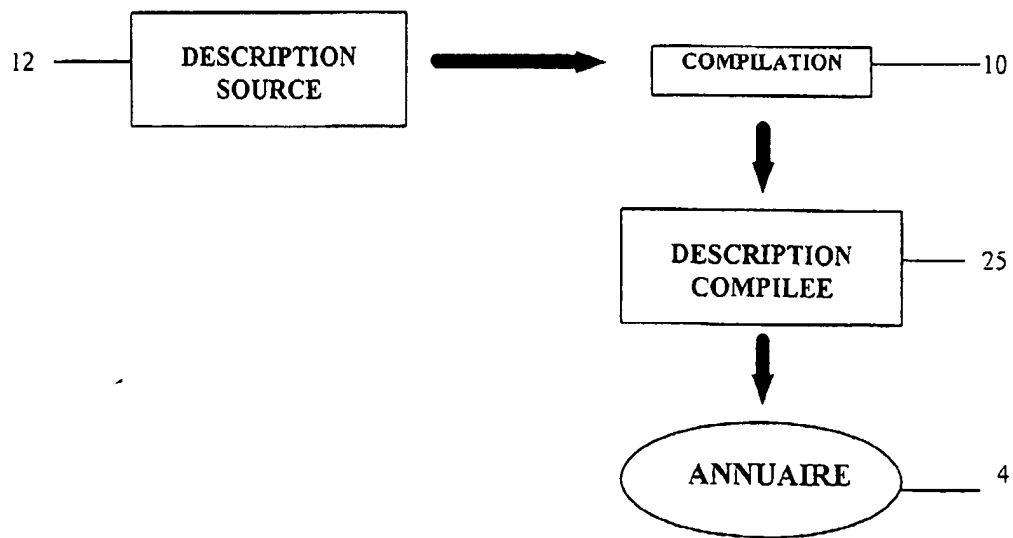 12
DESCRIPTION
SOURCE
COMPILATION
10
DESCRIPTION
COMPILEE
25
ANNUAIRE
4